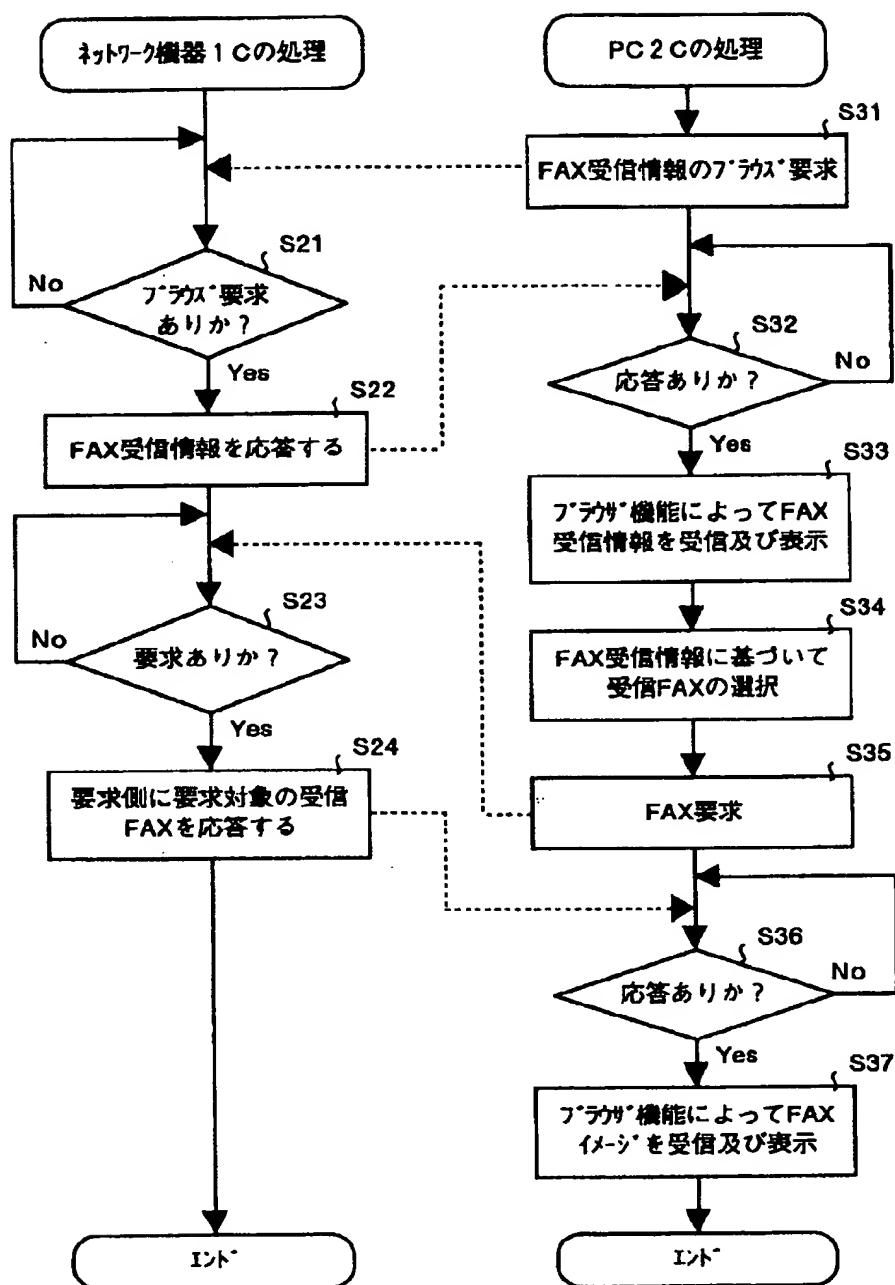 ネットワーク機器1Cの処理
S21
ブラウズ要求
ありか?
No
Yes
S22
FAX受信情報を応答する
S23
要求ありか?
No
Yes
S24
要求側に要求対象の受信
FAXを応答する
エンド
PC2Cの処理
S31
FAX受信情報のブラウズ要求
S32
応答ありか?
No
Yes
S33
ブラウザ機能によってFAX
受信情報を受信及び表示
S34
FAX受信情報に基づいて
受信FAXの選択
S35
FAX要求
S36
応答ありか?
No
Yes
S37
ブラウザ機能によってFAX
イメージを受信及び表示
エンド